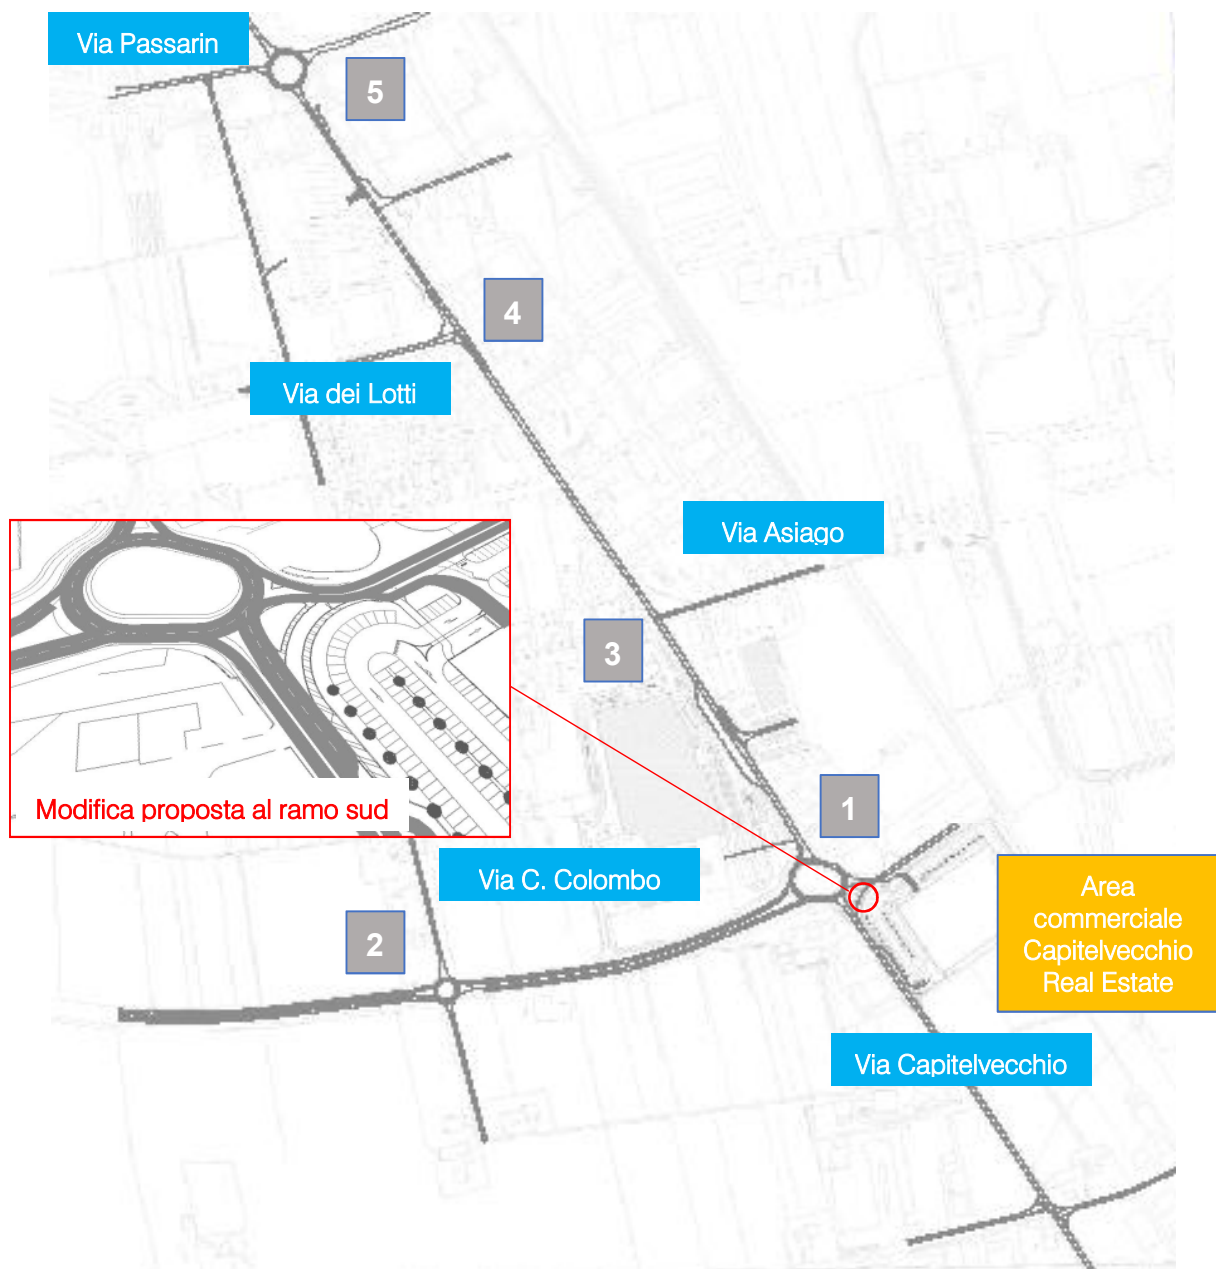 Via Passarin
5
4
Via dei Lotti
Via Asiago
3
Modifica proposta al ramo sud
1
Via C. Colombo
2
Area
commerciale
Capitelvecchio
Real Estate
Via Capitelvecchio